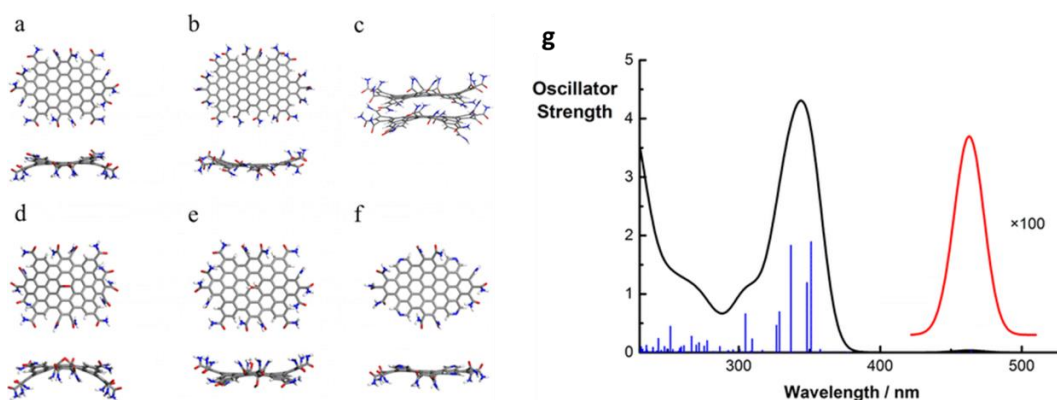 a
b
c
d
e
f
g
Oscillator
Strength
5
4
3
2
1
0
×100
400
500
Wavelength / nm
300